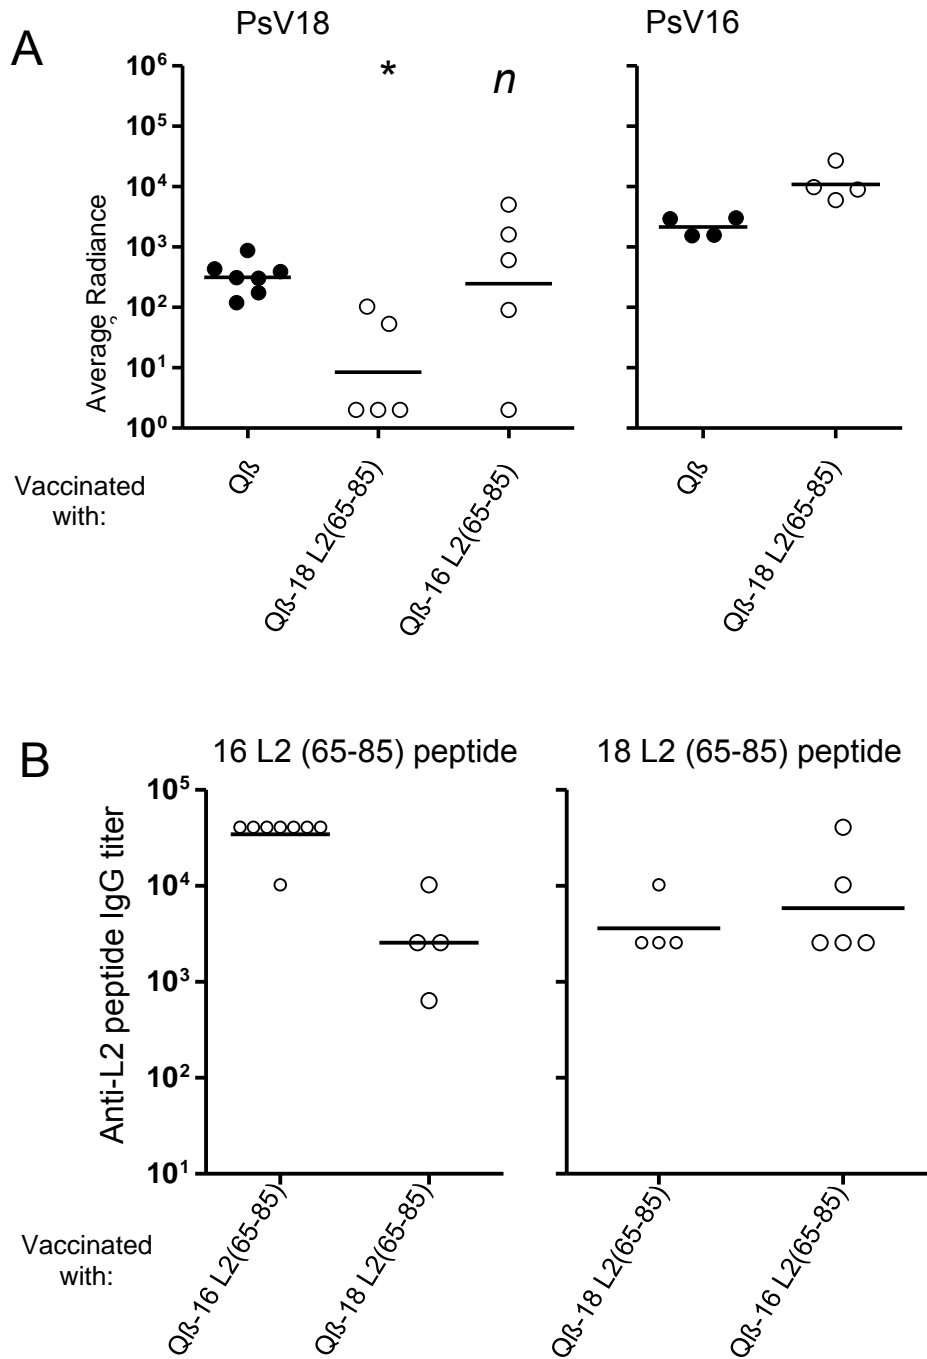 A
PsV18
PsV16
Average Radiance
10⁶
10⁵
10⁴
10³
10²
10¹
10⁰
*
n
Vaccinated
with:
Qß
Qß-18 L2(65-85)
Qß-16 L2(65-85)
Qß
Qß-18 L2(65-85)
B
16 L2 (65-85) peptide
18 L2 (65-85) peptide
Anti-L2 peptide IgG titer
10⁵
10⁴
10³
10²
10¹
Vaccinated
with:
Qß-16 L2(65-85)
Qß-18 L2(65-85)
Qß-18 L2(65-85)
Qß-16 L2(65-85)